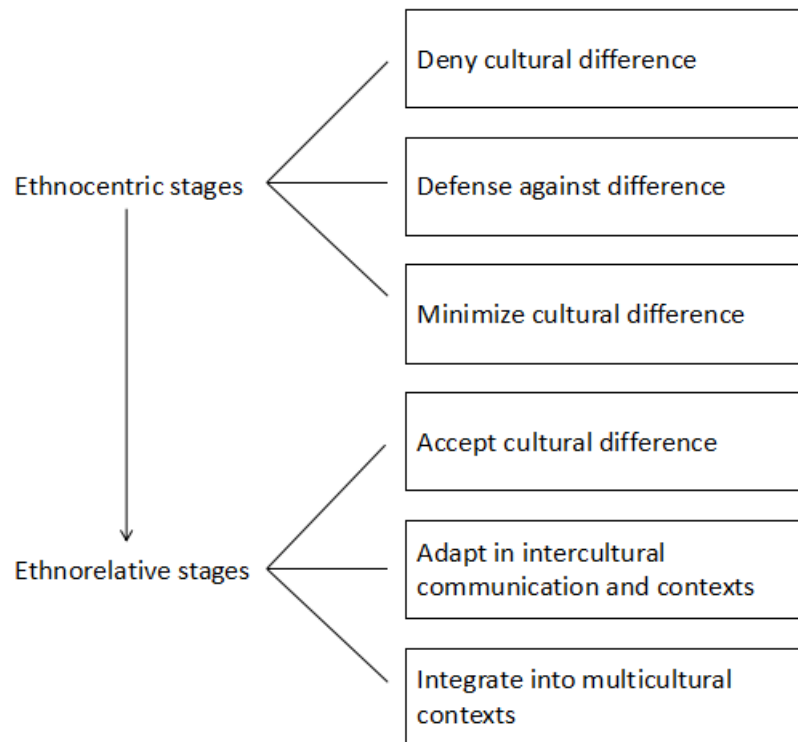 Deny cultural difference
Ethnocentric stages
Defense against difference
Minimize cultural difference
Accept cultural difference
Ethnorelative stages
Adapt in intercultural
communication and contexts
Integrate into multicultural
contexts